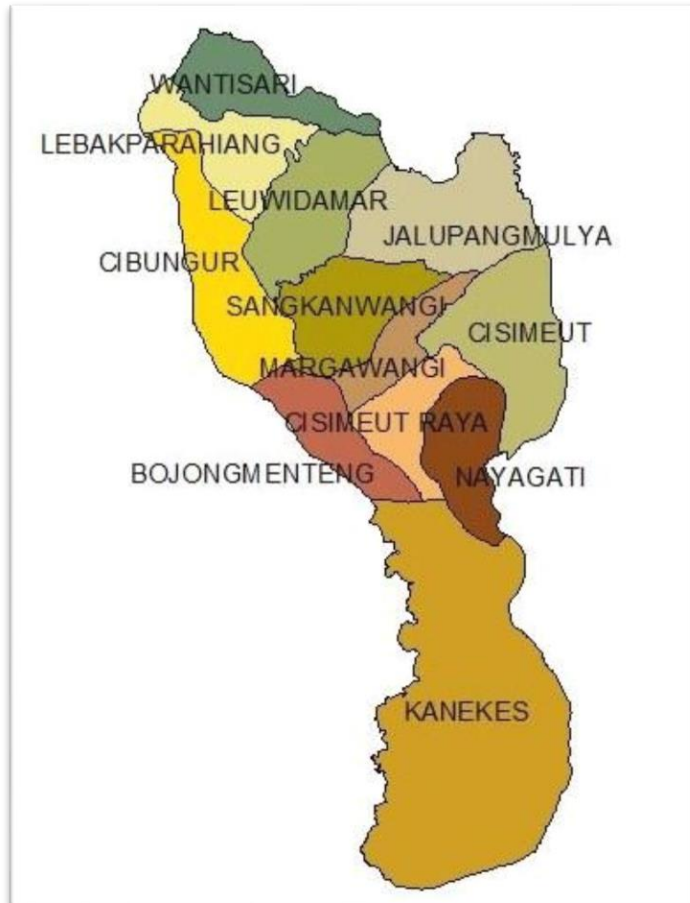 WANTISARI
LEBAKPARAHIANG
LEUWIDAMAR
JALUPANGMULYA
CIBUNGUR
SANGKANWANGI
CISIMEUT
MARGAWANGI
CISIMEUT RAYA
BOJONGMENTENG
NAYAGATI
KANEKES